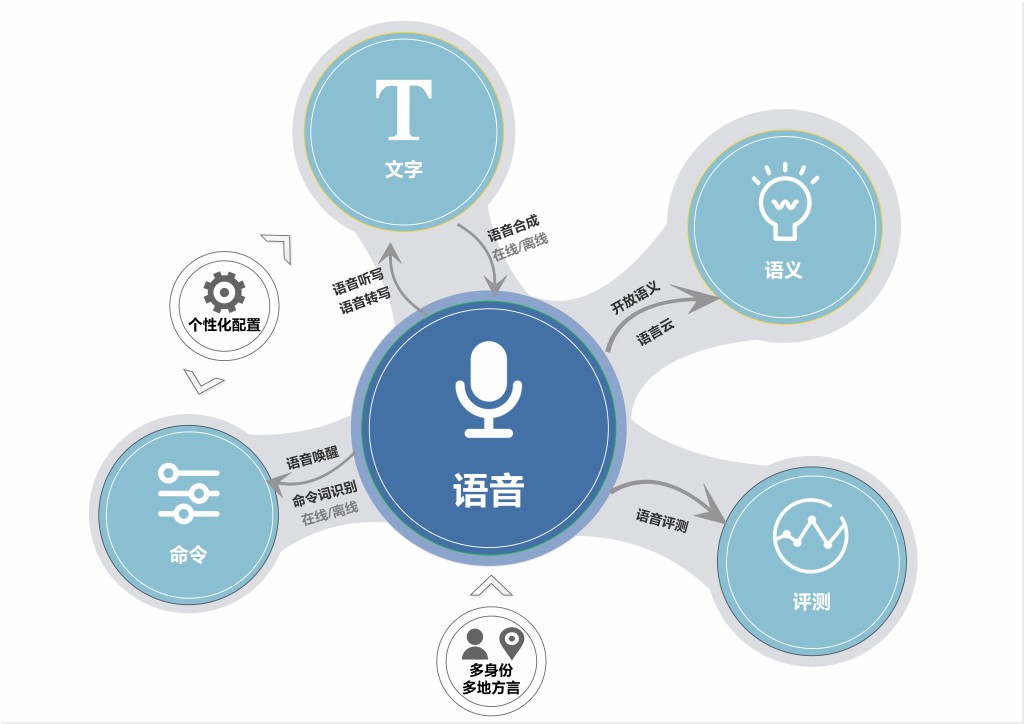 T
文字
语义
语音合成
在线/离线
语音听写
语音转写
开放语义
语言云
个性化配置
语音
语音唤醒
命令词识别
在线/离线
命令
语音评测
评测
多身份
多地方言